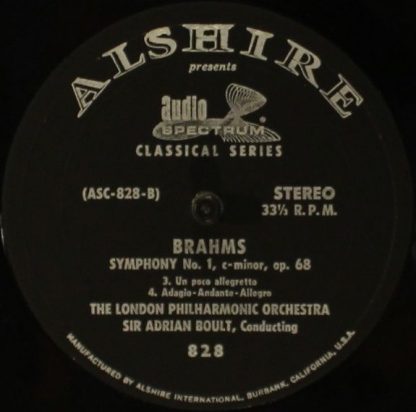 ALSHIRE
presents
audio
SPECTRUM
CLASSICAL SERIES
(ASC-828-B)
STEREO
33⅓ R.P.M.
BRAHMS
SYMPHONY No. 1, c-minor, op. 68
3. Un poco allegretto
4. Adagio-Andante-Allegro
THE LONDON PHILHARMONIC ORCHESTRA
SIR ADRIAN BOULT, Conducting
828
MANUFACTURED BY ALSHIRE INTERNATIONAL, BURBANK, CALIFORNIA, U.S.A.